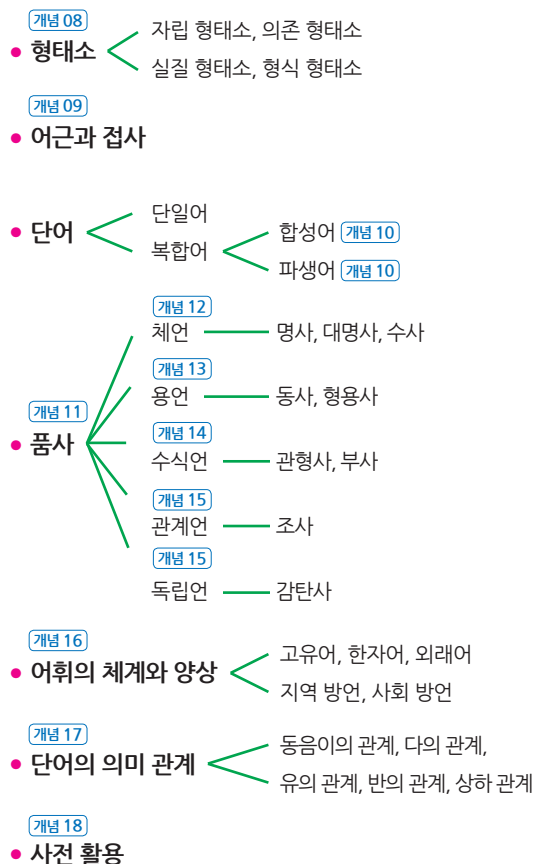 개념 08
자립 형태소, 의존 형태소
• 형태소
실질 형태소, 형식 형태소
개념 09
• 어근과 접사
단일어
• 단어
복합어
합성어 개념 10
파생어 개념 10
개념 12
체언 명사, 대명사, 수사
개념 13
용언 동사, 형용사
개념 11
• 품사
개념 14
수식언 관형사, 부사
개념 15
관계언 조사
개념 15
독립언 감탄사
개념 16
• 어휘의 체계와 양상
고유어, 한자어, 외래어
지역 방언, 사회 방언
개념 17
• 단어의 의미 관계
동음이의 관계, 다의 관계,
유의 관계, 반의 관계, 상하 관계
개념 18
• 사전 활용